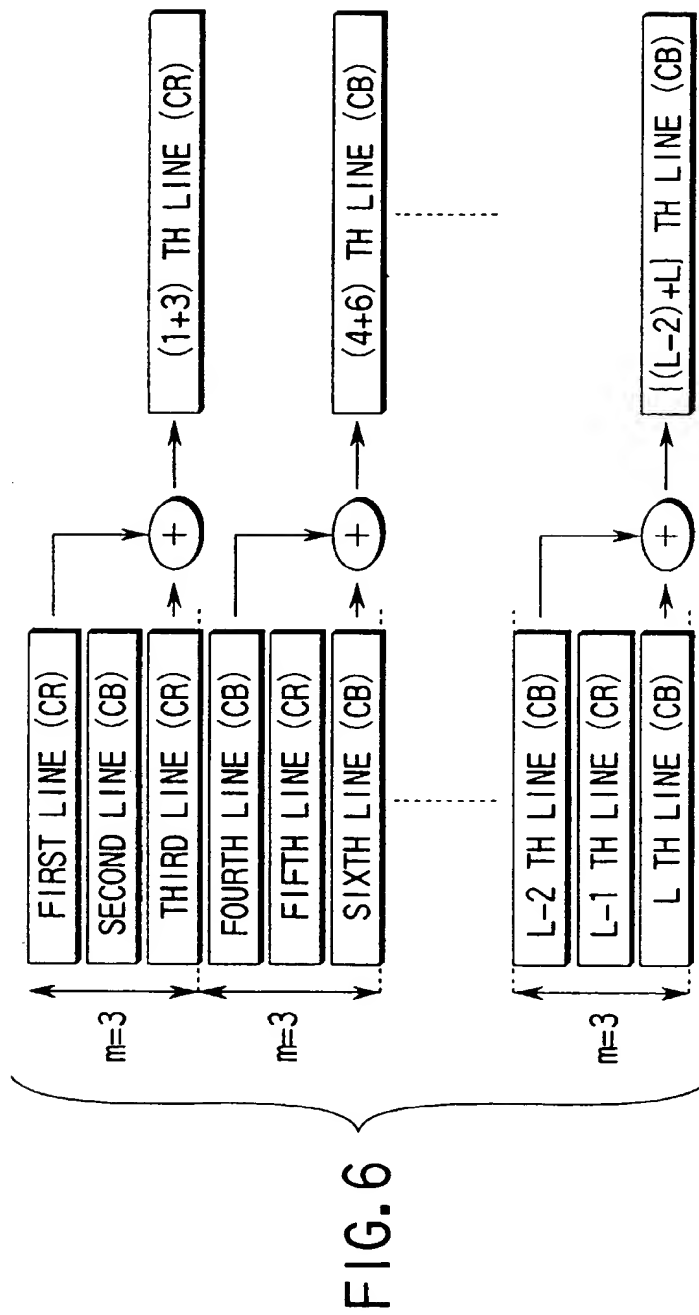 FIRST LINE (CR)
SECOND LINE (CB)
THIRD LINE (CR)
m=3
+
(1+3) TH LINE (CR)
FOURTH LINE (CB)
FIFTH LINE (CR)
SIXTH LINE (CB)
m=3
+
(4+6) TH LINE (CB)
L-2 TH LINE (CB)
L-1 TH LINE (CR)
L TH LINE (CB)
m=3
+
{(L-2)+L} TH LINE (CB)
FIG.6